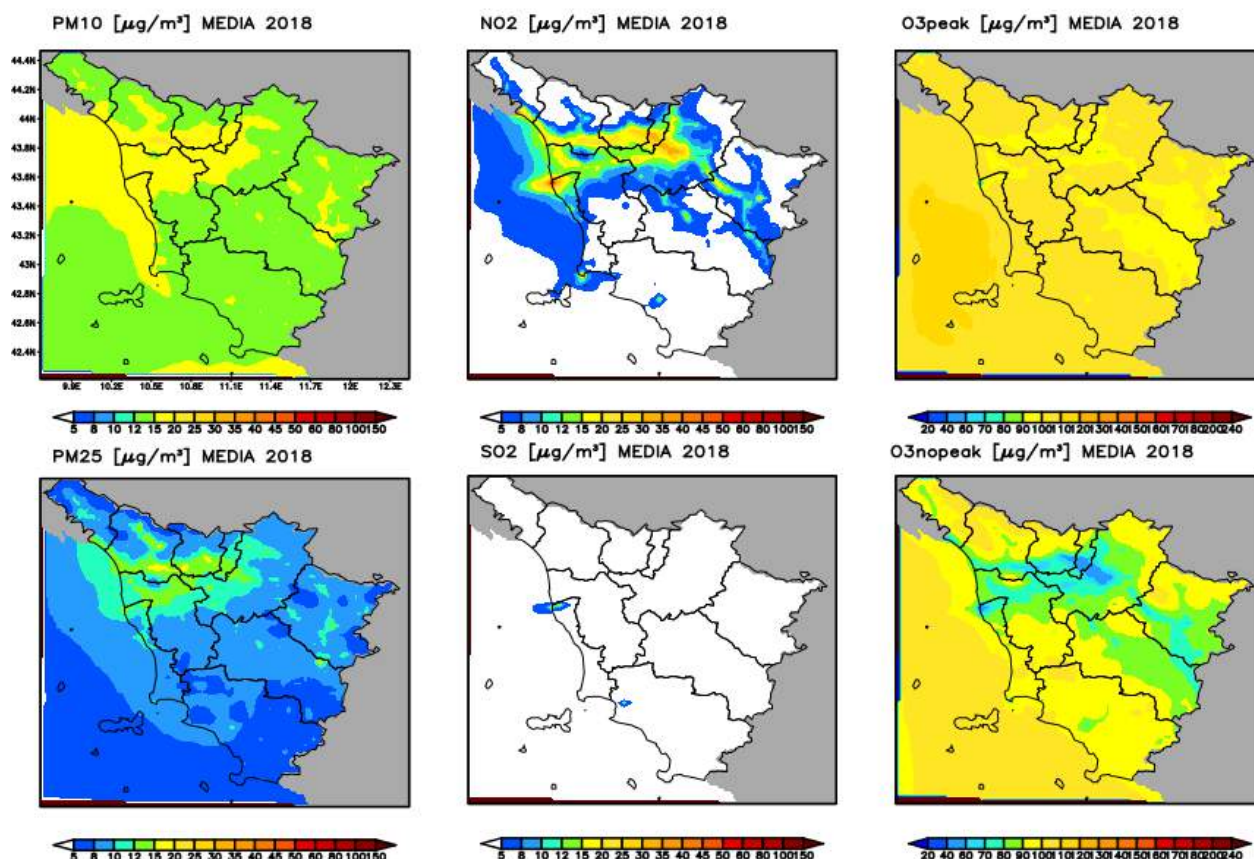 PM10 [μg/m³] MEDIA 2018
NO2 [μg/m³] MEDIA 2018
O3peak [μg/m³] MEDIA 2018
44.4N
44.2N
44N
43.8N
43.6N
43.4N
43.2N
43N
42.8N
42.6N
42.4N
9.9E 10.2E 10.5E 10.8E 11.1E 11.4E 11.7E 12E 12.3E
5 8 10 12 15 20 25 30 35 40 45 50 60 80 100 150
5 8 10 12 15 20 25 30 35 40 45 50 60 80 100 150
20 40 60 70 80 90 100 110 120 130 140 150 160 170 180 200 240
PM25 [μg/m³] MEDIA 2018
SO2 [μg/m³] MEDIA 2018
O3nopeak [μg/m³] MEDIA 2018
5 8 10 12 15 20 25 30 35 40 45 50 60 80 100 150
5 8 10 12 15 20 25 30 35 40 45 50 60 80 100 150
20 40 60 70 80 90 100 110 120 130 140 150 160 170 180 200 240